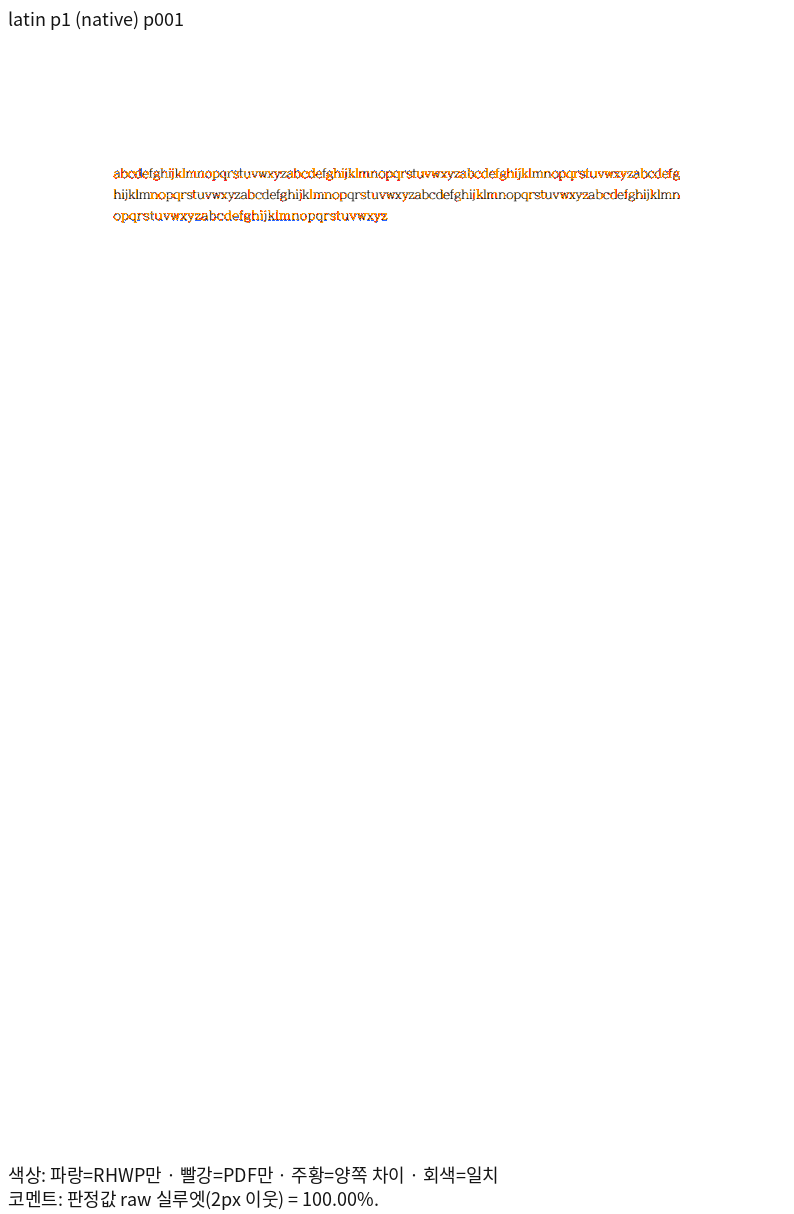 latin p1 (native) p001
abcdefghijklmnopqrstuvwxyzabcdefghijklmnopqrstuvwxyzabcdefghijklmnopqrstuvwxyzabcdefg
hijklmnopqrstuvwxyzabcdefghijklmnopqrstuvwxyzabcdefghijklmnopqrstuvwxyzabcdefghijklmn
opqrstuvwxyzabcdefghijklmnopqrstuvwxyz
색상: 파랑=RHWP만 · 빨강=PDF만 · 주황=양쪽 차이 · 회색=일치
코멘트: 판정값 raw 실루엣(2px 이웃) = 100.00%.